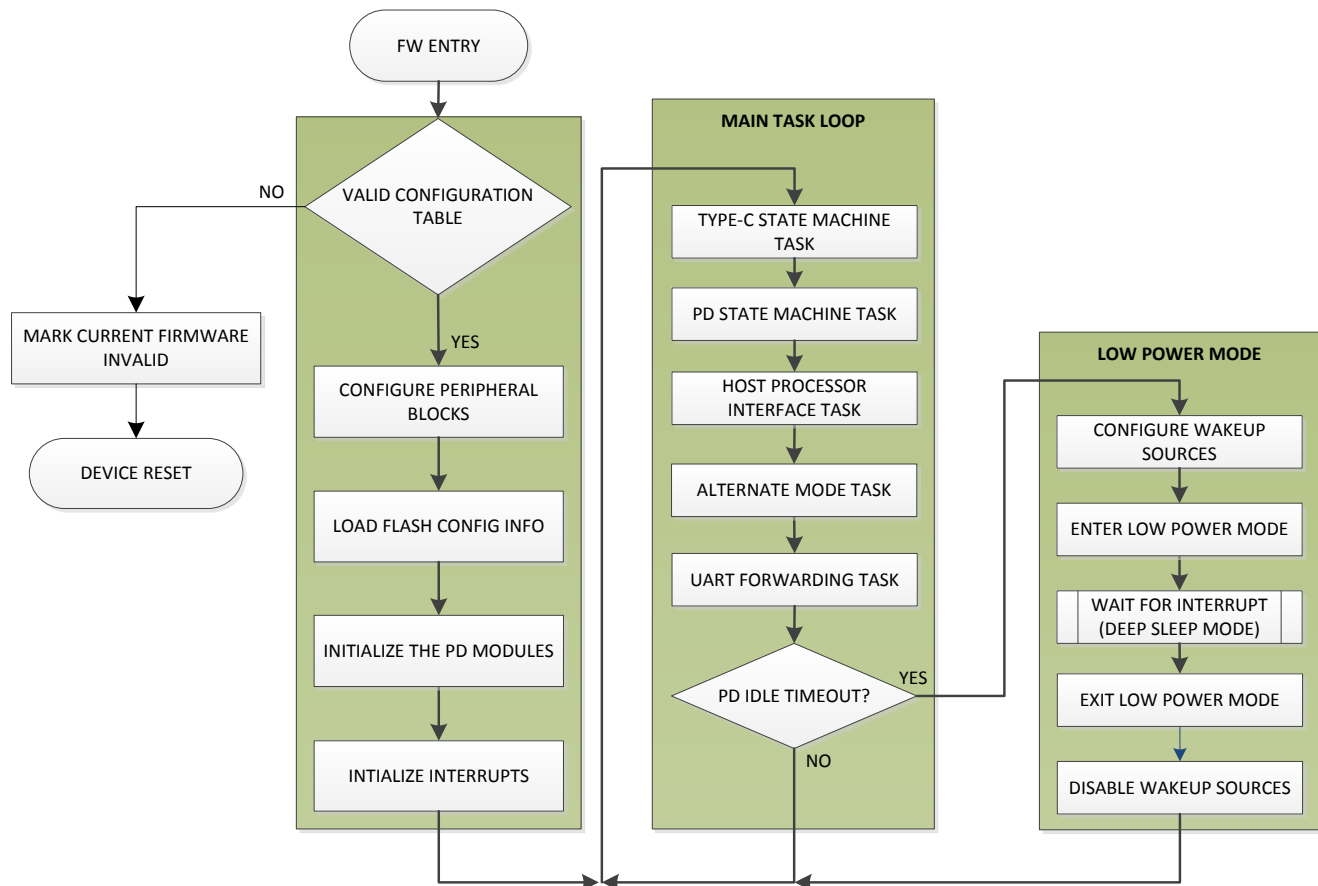 FW ENTRY
VALID CONFIGURATION
TABLE
NO
YES
MARK CURRENT FIRMWARE
INVALID
DEVICE RESET
CONFIGURE PERIPHERAL
BLOCKS
LOAD FLASH CONFIG INFO
INITIALIZE THE PD MODULES
INTIALIZE INTERRUPTS
MAIN TASK LOOP
TYPE-C STATE MACHINE
TASK
PD STATE MACHINE TASK
HOST PROCESSOR
INTERFACE TASK
ALTERNATE MODE TASK
UART FORWARDING TASK
PD IDLE TIMEOUT?
YES
NO
LOW POWER MODE
CONFIGURE WAKEUP
SOURCES
ENTER LOW POWER MODE
WAIT FOR INTERRUPT
(DEEP SLEEP MODE)
EXIT LOW POWER MODE
DISABLE WAKEUP SOURCES